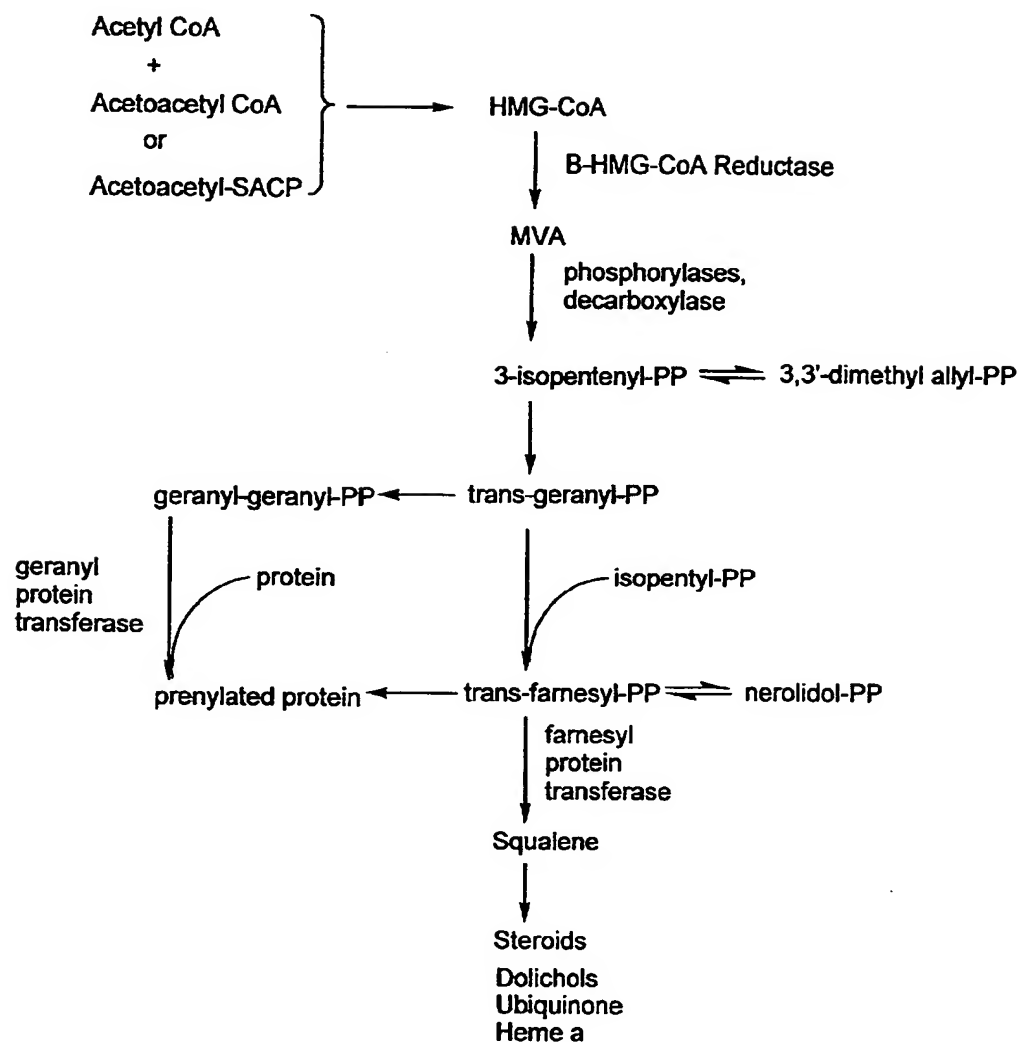 Acetyl CoA
+
Acetoacetyl CoA
or
Acetoacetyl-SACP
HMG-CoA
B-HMG-CoA Reductase
MVA
phosphorylases,
decarboxylase
3-isopentenyl-PP
3,3'-dimethyl allyl-PP
geranyl-geranyl-PP
trans-geranyl-PP
geranyl
protein
transferase
protein
isopentyl-PP
prenylated protein
trans-farnesyl-PP
nerolidol-PP
farnesyl
protein
transferase
Squalene
Steroids
Dolichols
Ubiquinone
Heme a